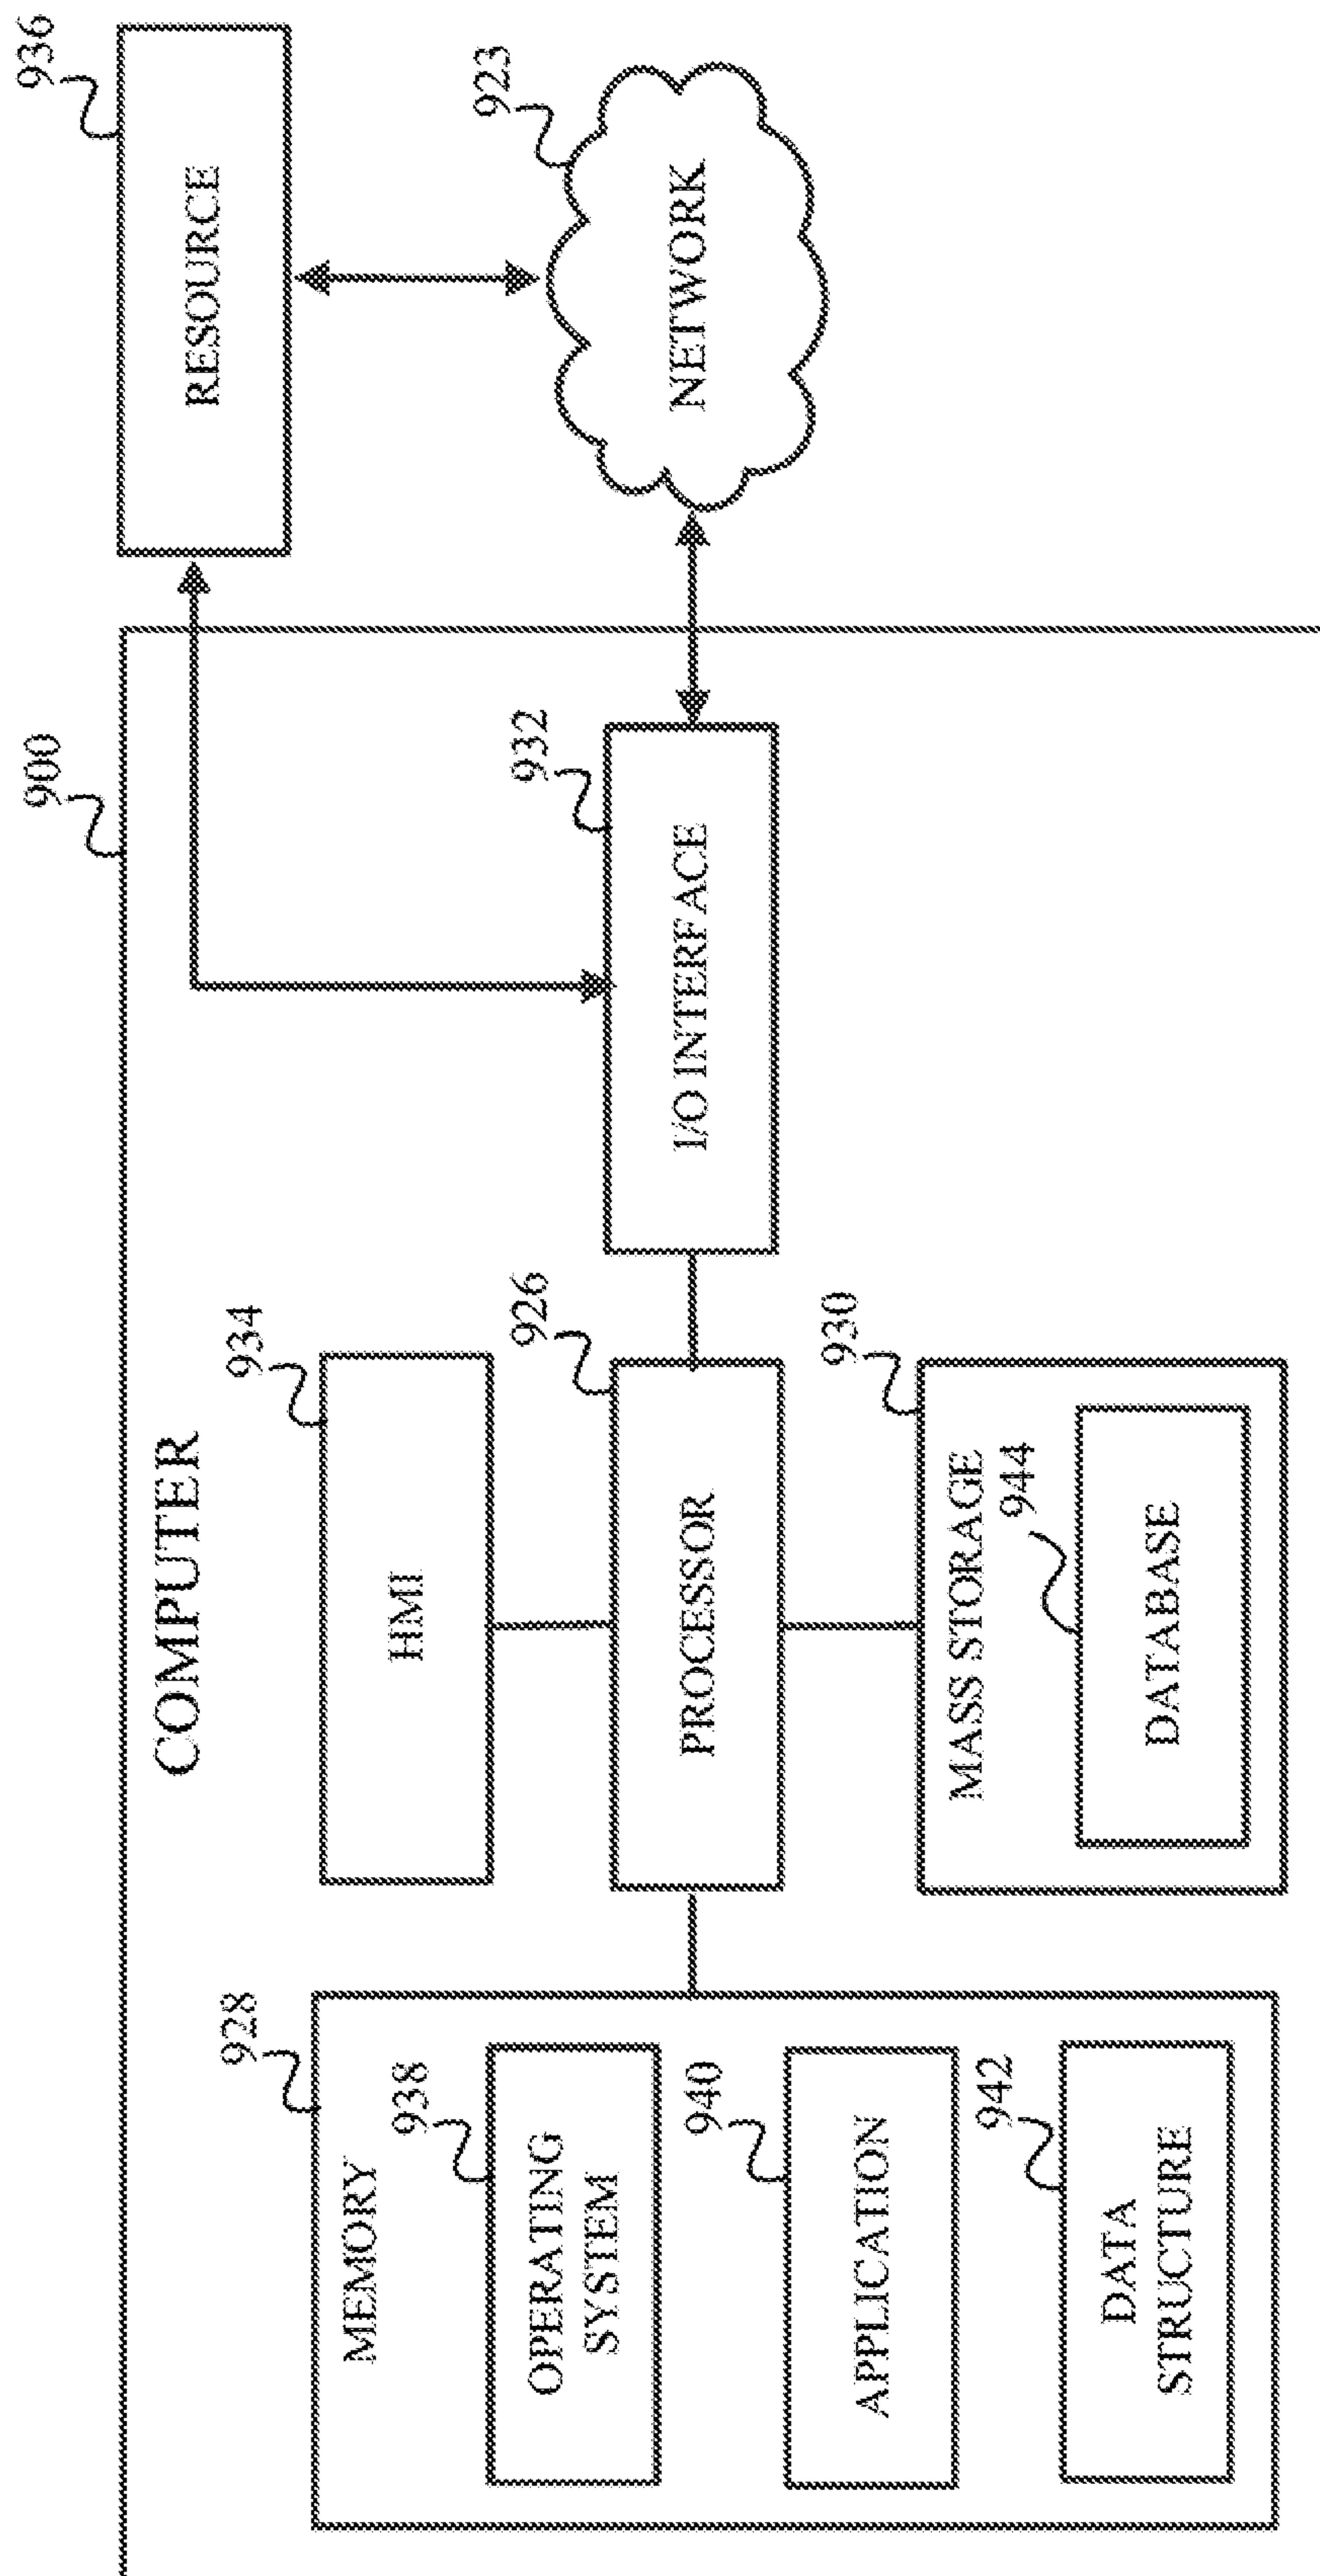 COMPUTER
900
936
RESOURCE
928
MEMORY
934
HMI
938
OPERATING
SYSTEM
926
PROCESSOR
932
I/O INTERFACE
923
NETWORK
940
APPLICATION
930
MASS STORAGE
944
DATABASE
942
DATA
STRUCTURE